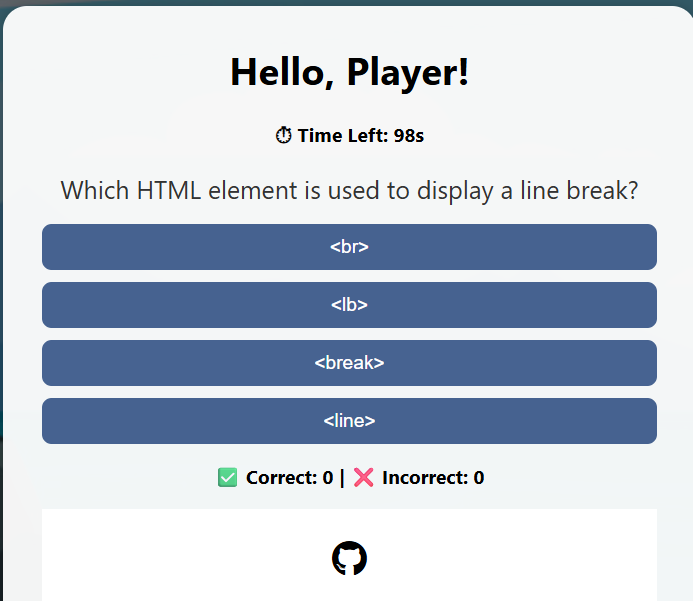 Hello, Player!
⏱ Time Left: 98s
Which HTML element is used to display a line break?
<br>
<lb>
<break>
<line>
✅ Correct: 0 | ❌ Incorrect: 0